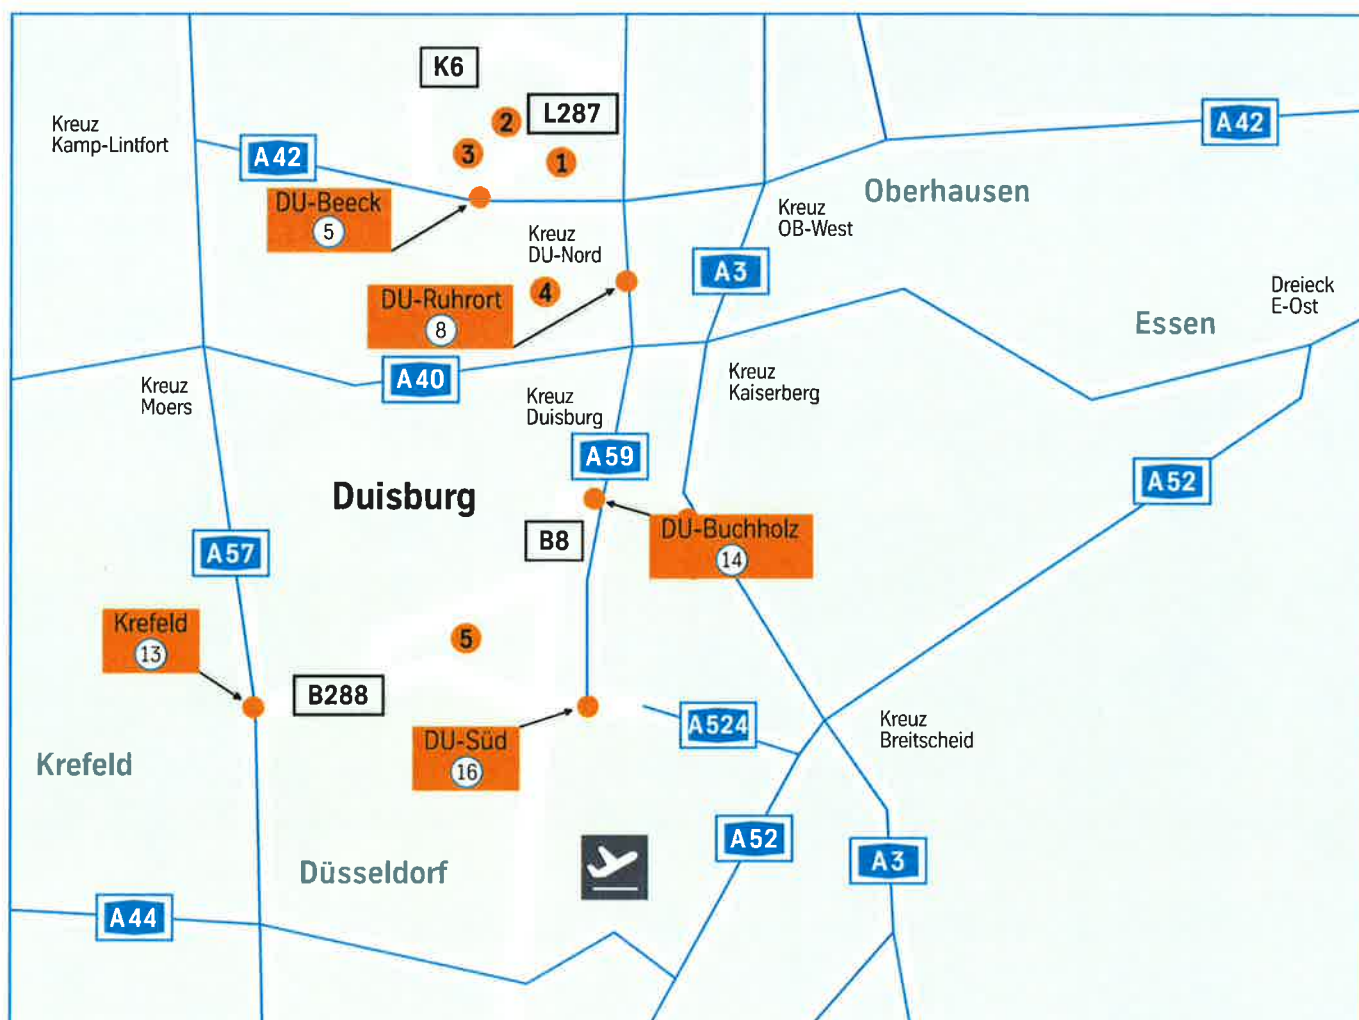 K6
L287
2
3
1
Kreuz
Kamp-Lintfort
A42
A42
DU-Beeck
5
Oberhausen
Kreuz
OB-West
Kreuz
DU-Nord
A3
4
DU-Ruhrort
8
Dreieck
E-Ost
Essen
A40
Kreuz
Moers
Kreuz
Kaiserberg
Kreuz
Duisburg
A59
A52
Duisburg
DU-Buchholz
14
B8
A57
Krefeld
13
5
B288
A524
DU-Süd
16
Kreuz
Breitscheid
Krefeld
A52
A3
Düsseldorf
A44